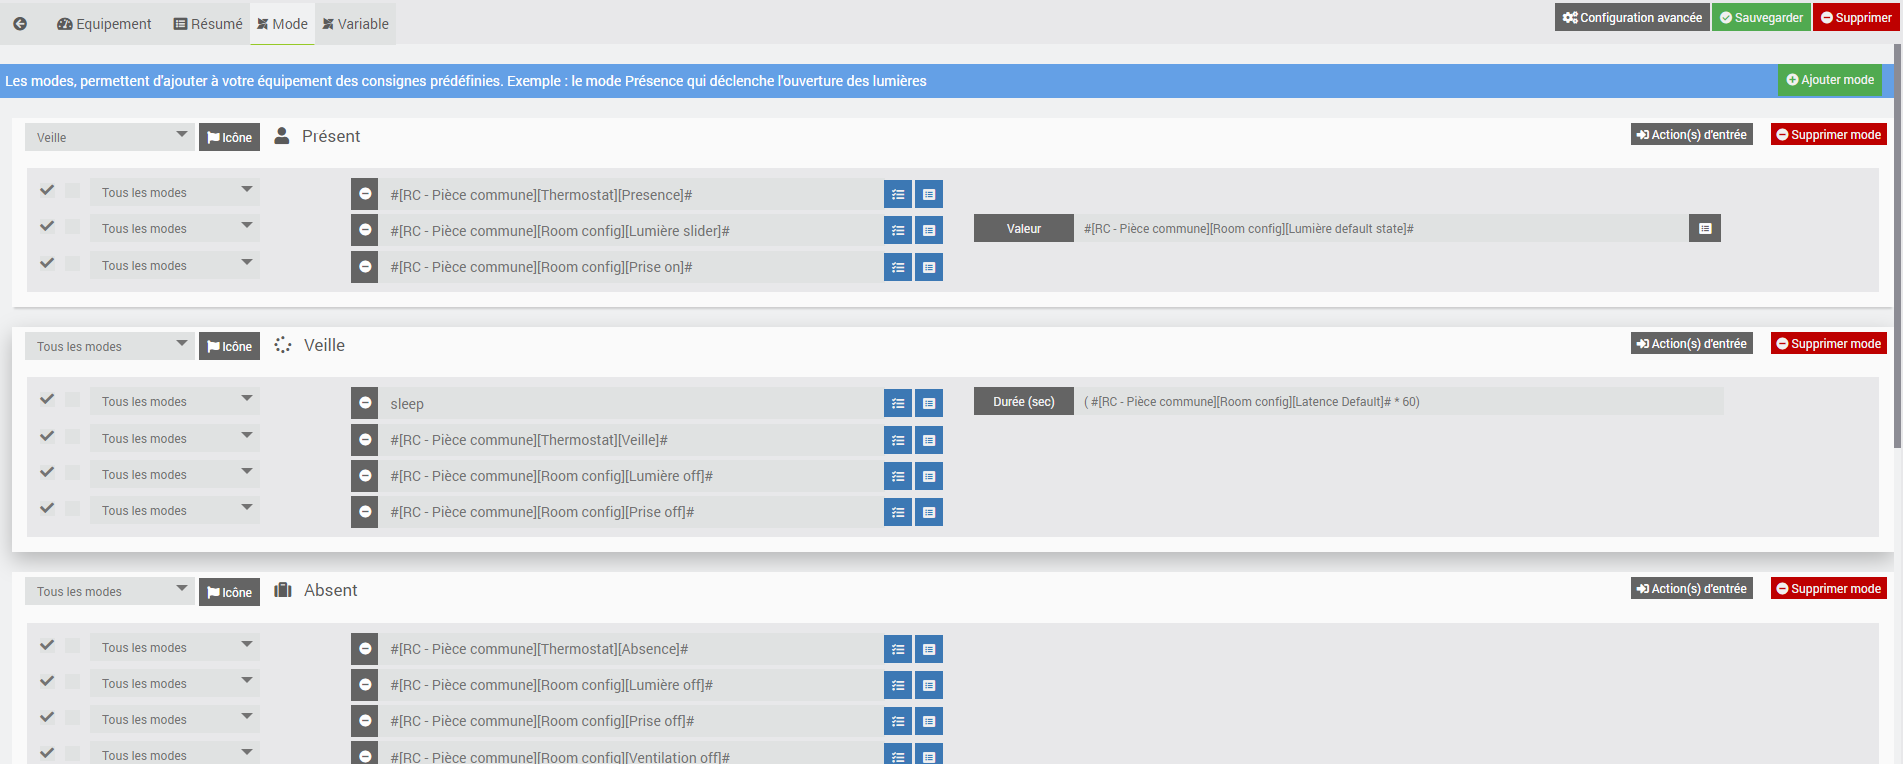 Equipement Résumé Mode Variable Configuration avancée Sauvegarder Supprimer
Les modes, permettent d'ajouter à votre équipement des consignes prédéfinies. Exemple : le mode Présence qui déclenche l'ouverture des lumières Ajouter mode
Veille Icône Présent Action(s) d'entrée Supprimer mode
Tous les modes #[RC - Pièce commune][Thermostat][Presence]#
Tous les modes #[RC - Pièce commune][Room config][Lumière slider]# Valeur #[RC - Pièce commune][Room config][Lumière default state]#
Tous les modes #[RC - Pièce commune][Room config][Prise on]#
Tous les modes Icône Veille Action(s) d'entrée Supprimer mode
Tous les modes sleep Durée (sec) ( #[RC - Pièce commune][Room config][Latence Default]# * 60)
Tous les modes #[RC - Pièce commune][Thermostat][Veille]#
Tous les modes #[RC - Pièce commune][Room config][Lumière off]#
Tous les modes #[RC - Pièce commune][Room config][Prise off]#
Tous les modes Icône Absent Action(s) d'entrée Supprimer mode
Tous les modes #[RC - Pièce commune][Thermostat][Absence]#
Tous les modes #[RC - Pièce commune][Room config][Lumière off]#
Tous les modes #[RC - Pièce commune][Room config][Prise off]#
Tous les modes #[RC - Pièce commune][Room config][Ventilation off]#